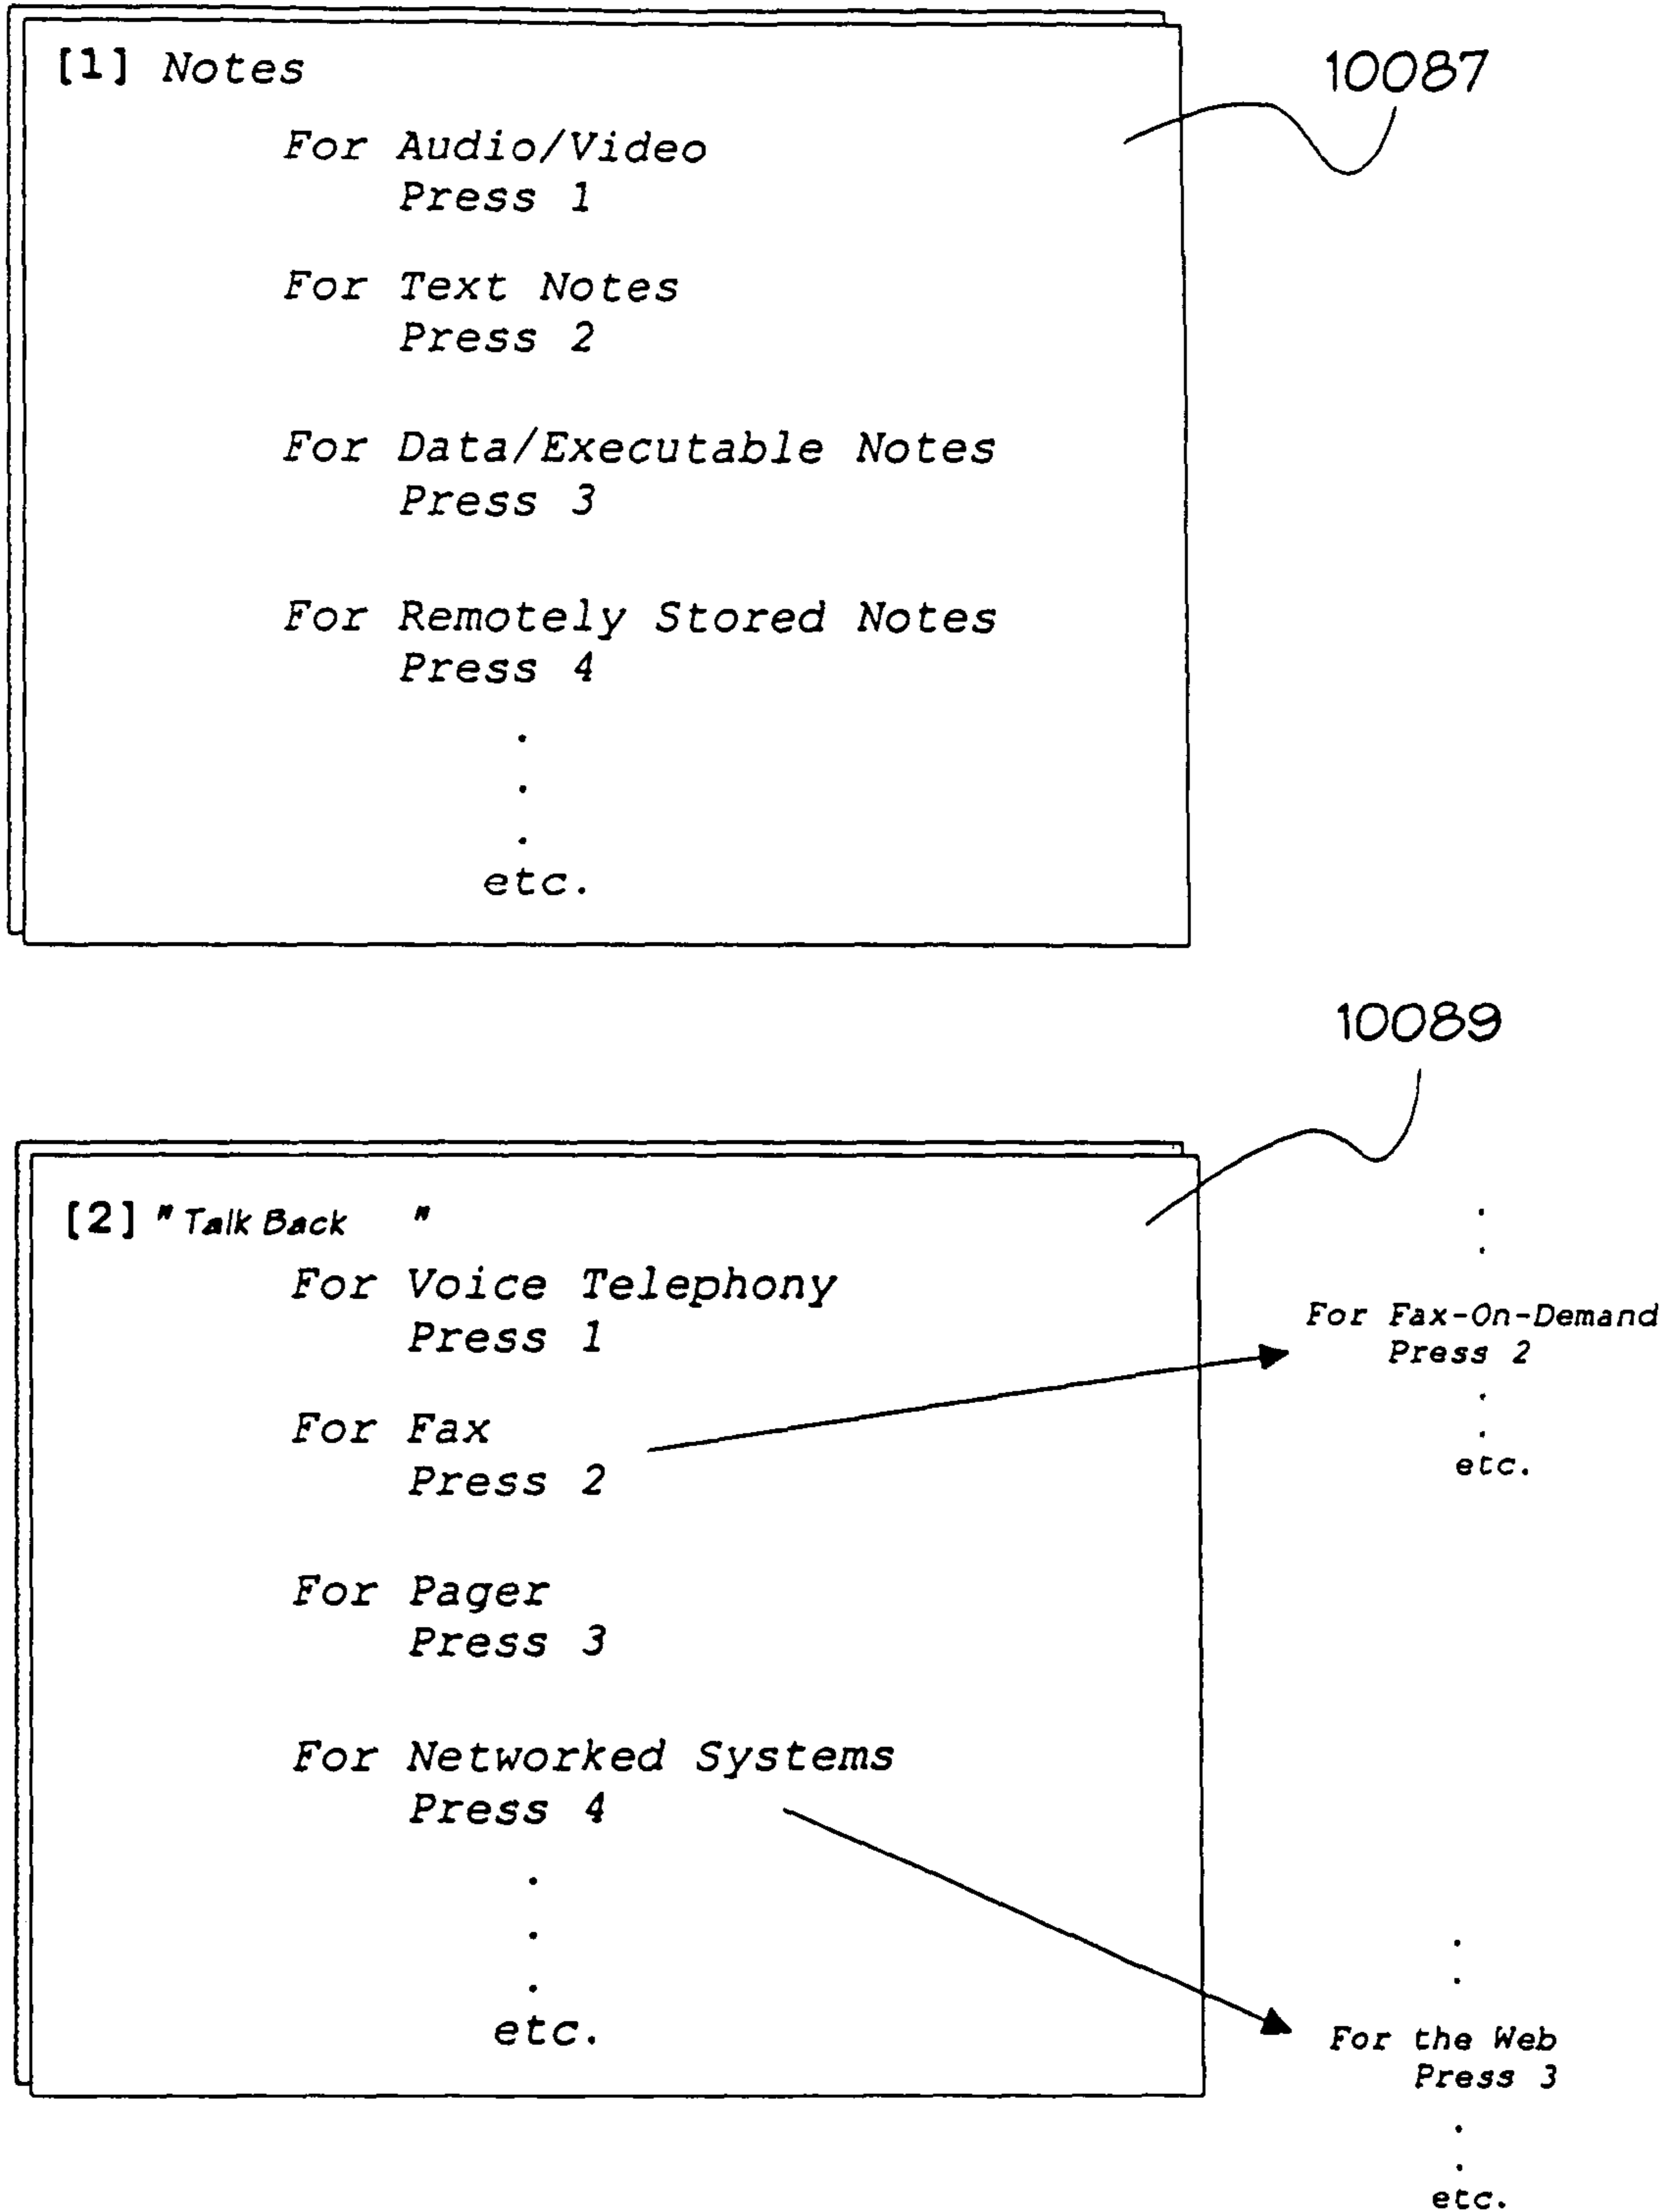 [1] Notes
10087
For Audio/Video
Press 1
For Text Notes
Press 2
For Data/Executable Notes
Press 3
For Remotely Stored Notes
Press 4
.
.
.
etc.
10089
[2] "Talk Back "
For Voice Telephony
Press 1
For Fax
Press 2
For Pager
Press 3
For Networked Systems
Press 4
.
.
.
etc.
.
.
For Fax-On-Demand
Press 2
.
.
etc.
.
.
For the Web
Press 3
.
.
etc.